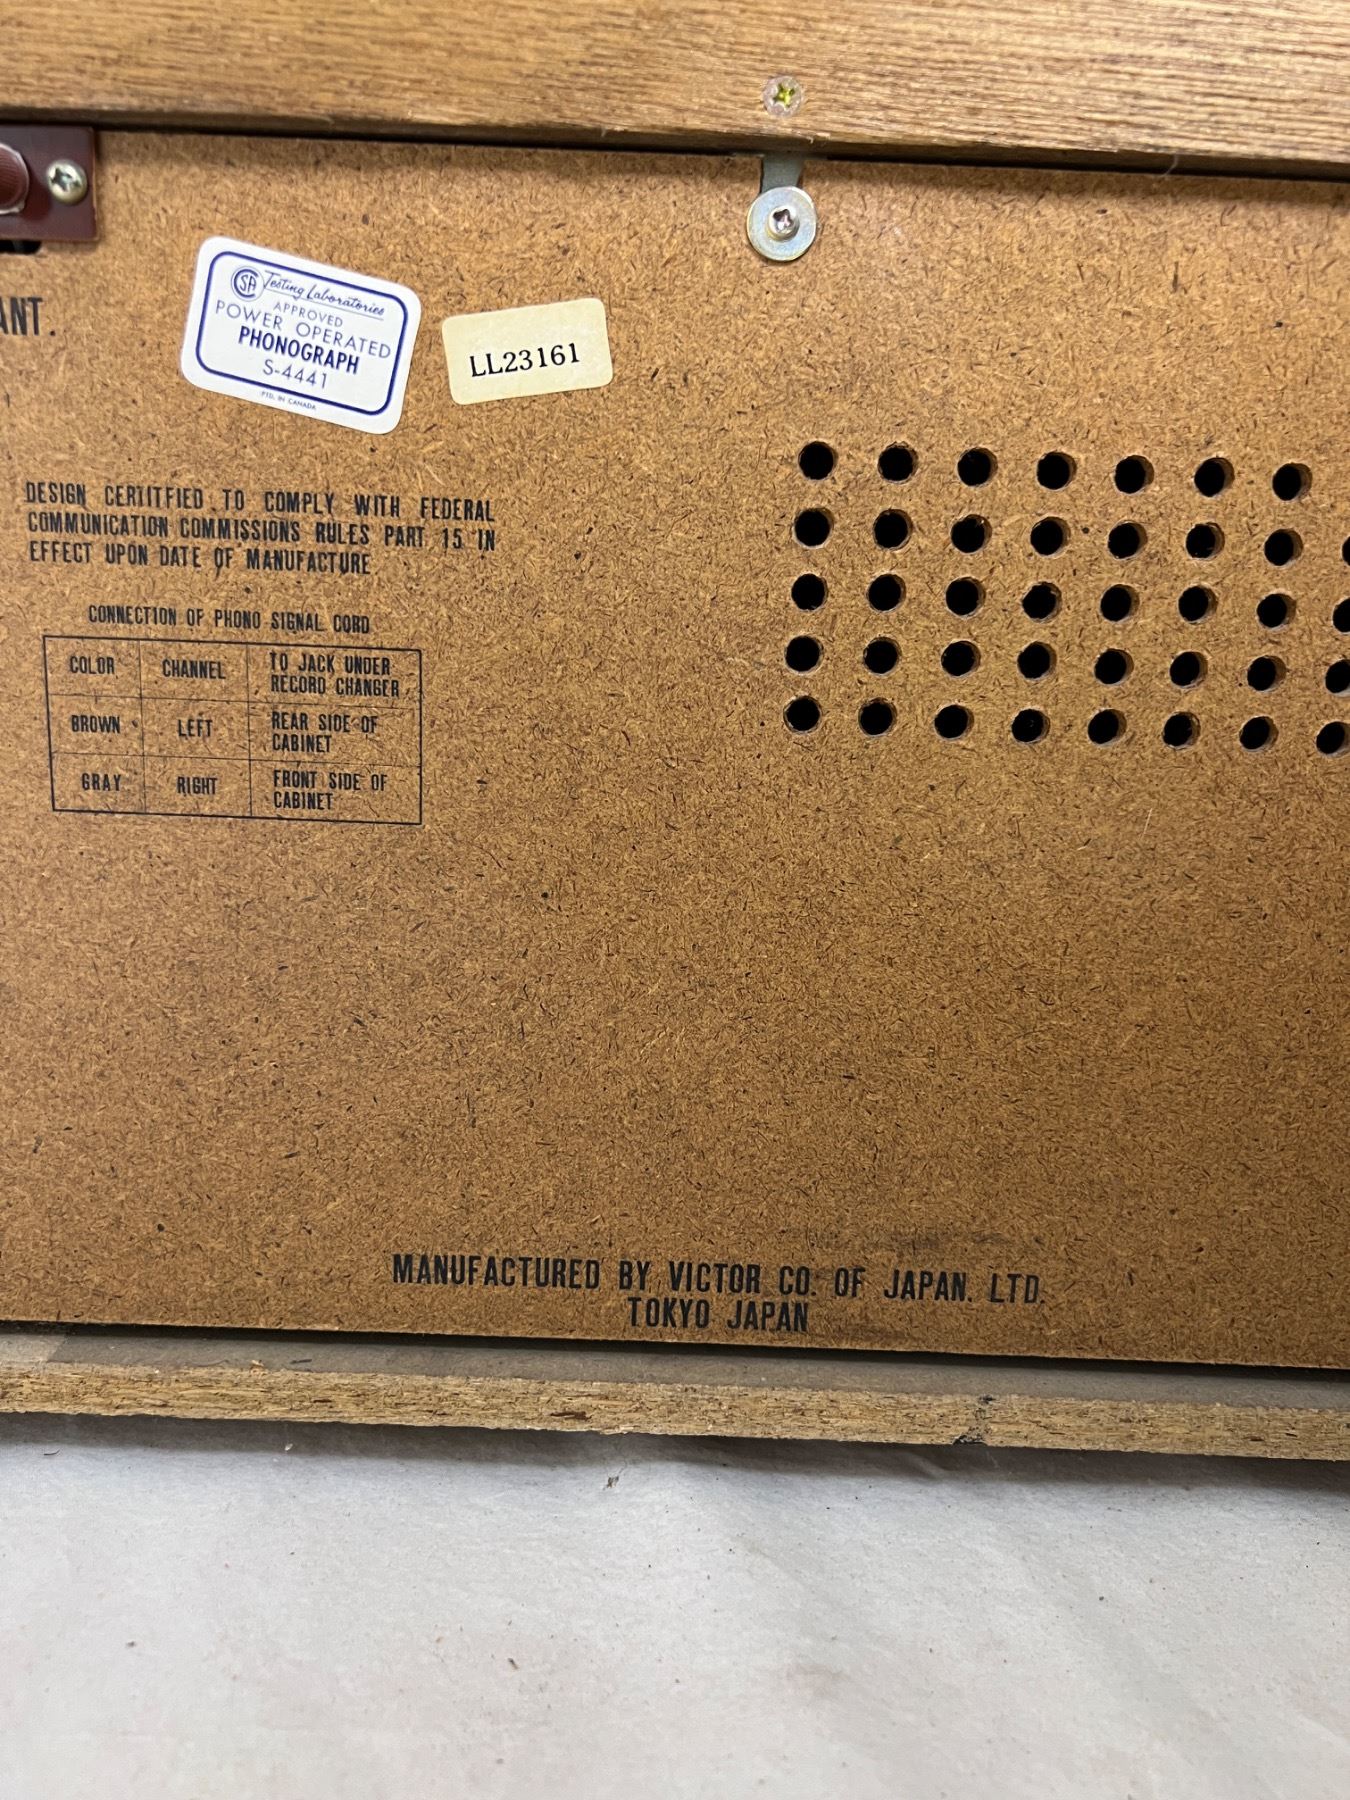 ANT.
CSA Testing Laboratories
APPROVED
POWER OPERATED
PHONOGRAPH
S-4441
PTD. IN CANADA
LL23161
DESIGN CERTITFIED TO COMPLY WITH FEDERAL
COMMUNICATION COMMISSIONS RULES PART 15 IN
EFFECT UPON DATE OF MANUFACTURE
CONNECTION OF PHONO SIGNAL CORD
COLOR CHANNEL TO JACK UNDER
RECORD CHANGER
BROWN LEFT REAR SIDE OF
CABINET
GRAY RIGHT FRONT SIDE OF
CABINET
MANUFACTURED BY VICTOR CO. OF JAPAN. LTD.
TOKYO JAPAN